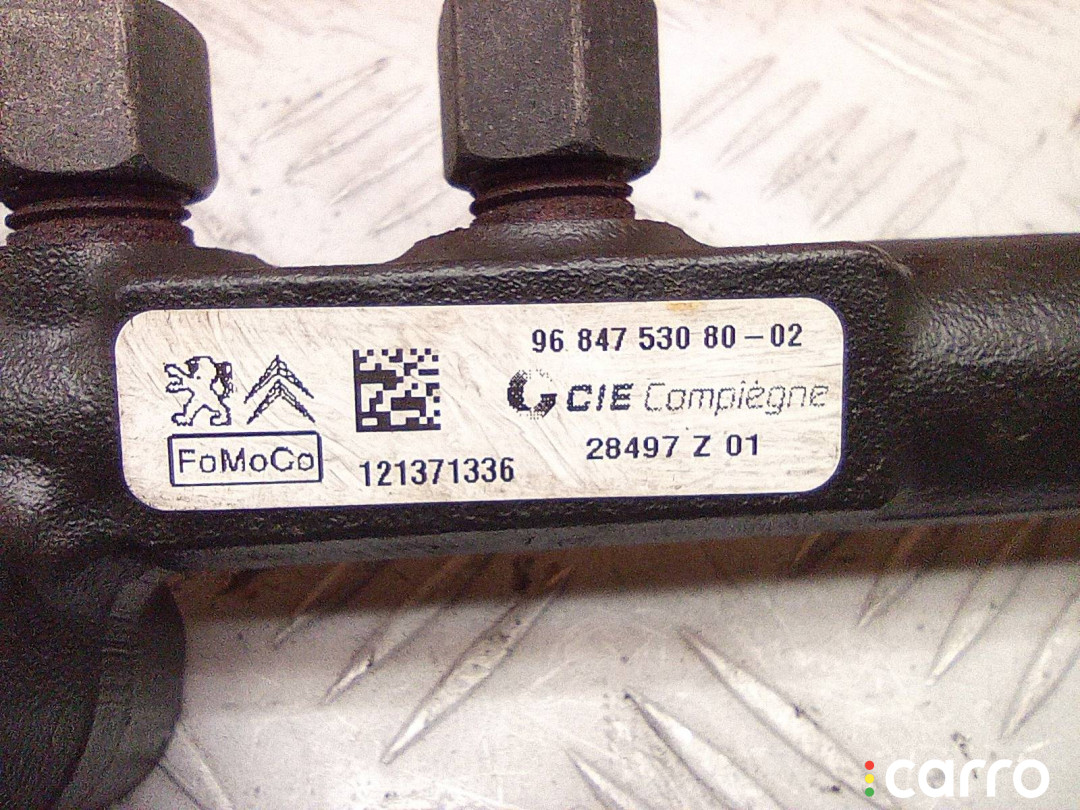 96 847 530 80-02
CIE Compiègne
28497 Z 01
FoMoCo
121371336
carro